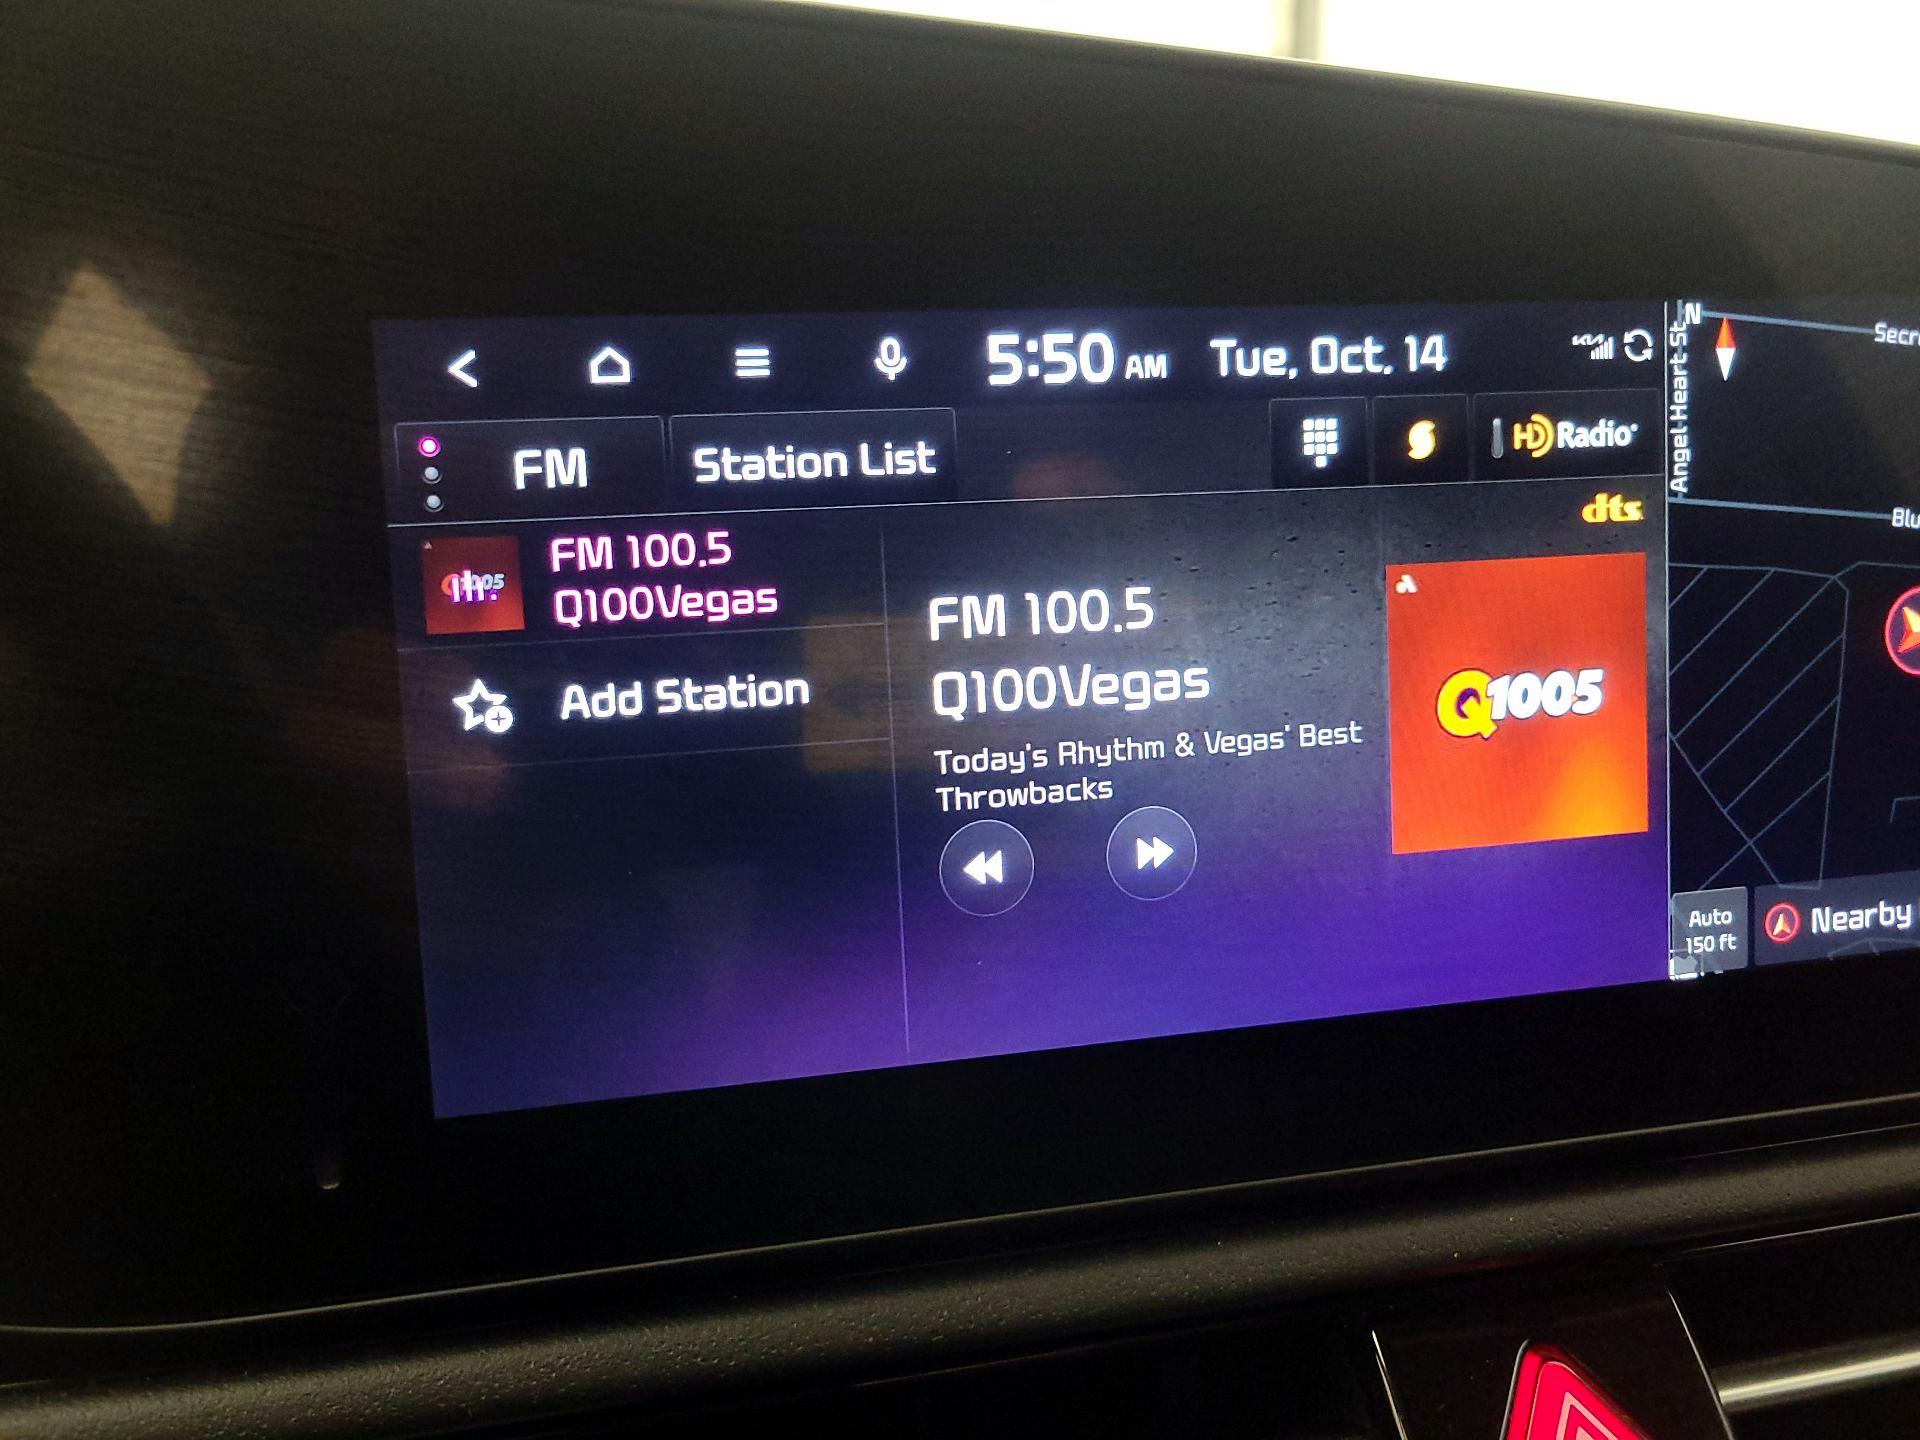 5:50 AM Tue, Oct. 14
FM
Station List
HD Radio
dts
FM 100.5
Q100Vegas
Add Station
FM 100.5
Q100Vegas
Today's Rhythm & Vegas' Best
Throwbacks
Q1005
N
Angel Heart St
Auto
150 ft
Nearby